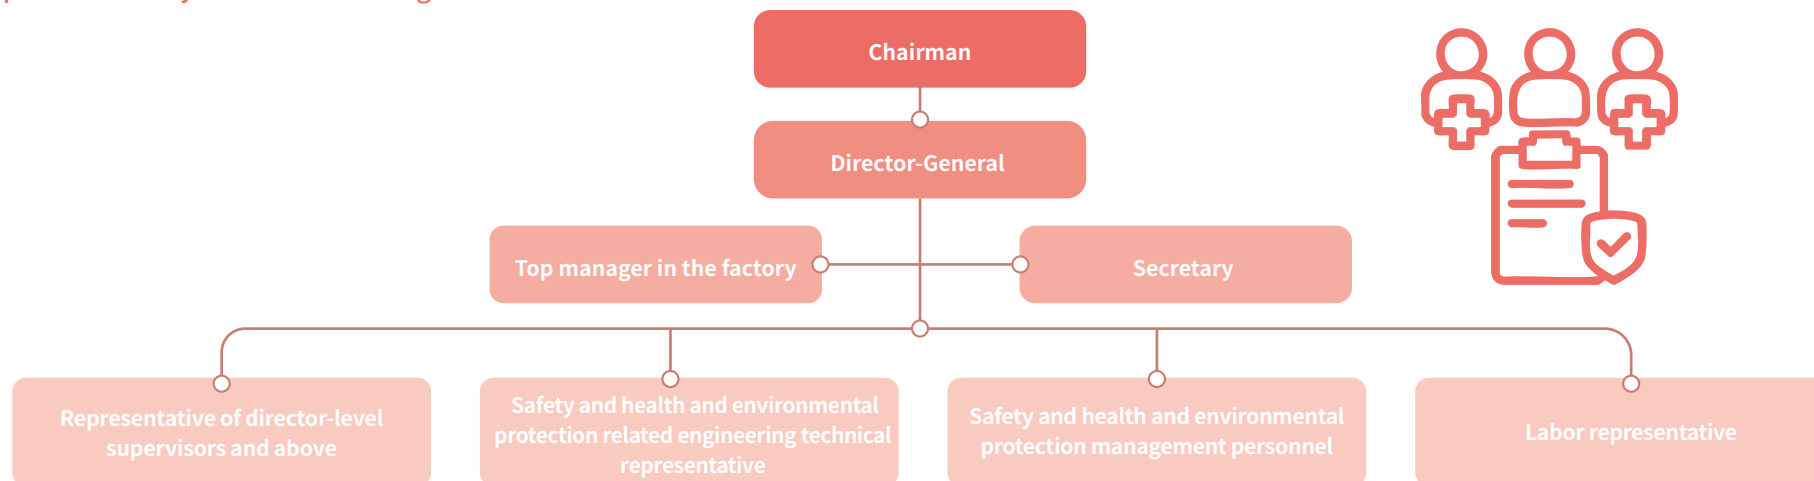 Chairman
Director-General
Top manager in the factory
Secretary
Representative of director-level
supervisors and above
Safety and health and environmental
protection related engineering technical
representative
Safety and health and environmental
protection management personnel
Labor representative